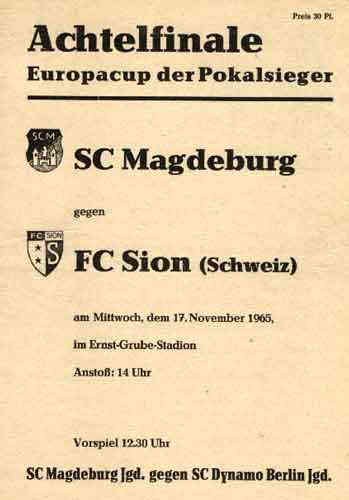 Preis 30 Pf.
Achtelfinale
Europacup der Pokalsieger
SCM
SC Magdeburg
gegen
FC SION
S
FC Sion (Schweiz)
am Mittwoch, dem 17. November 1965,
im Ernst-Grube-Stadion
Anstoß: 14 Uhr
Vorspiel 12.30 Uhr
SC Magdeburg Jgd. gegen SC Dynamo Berlin Jgd.